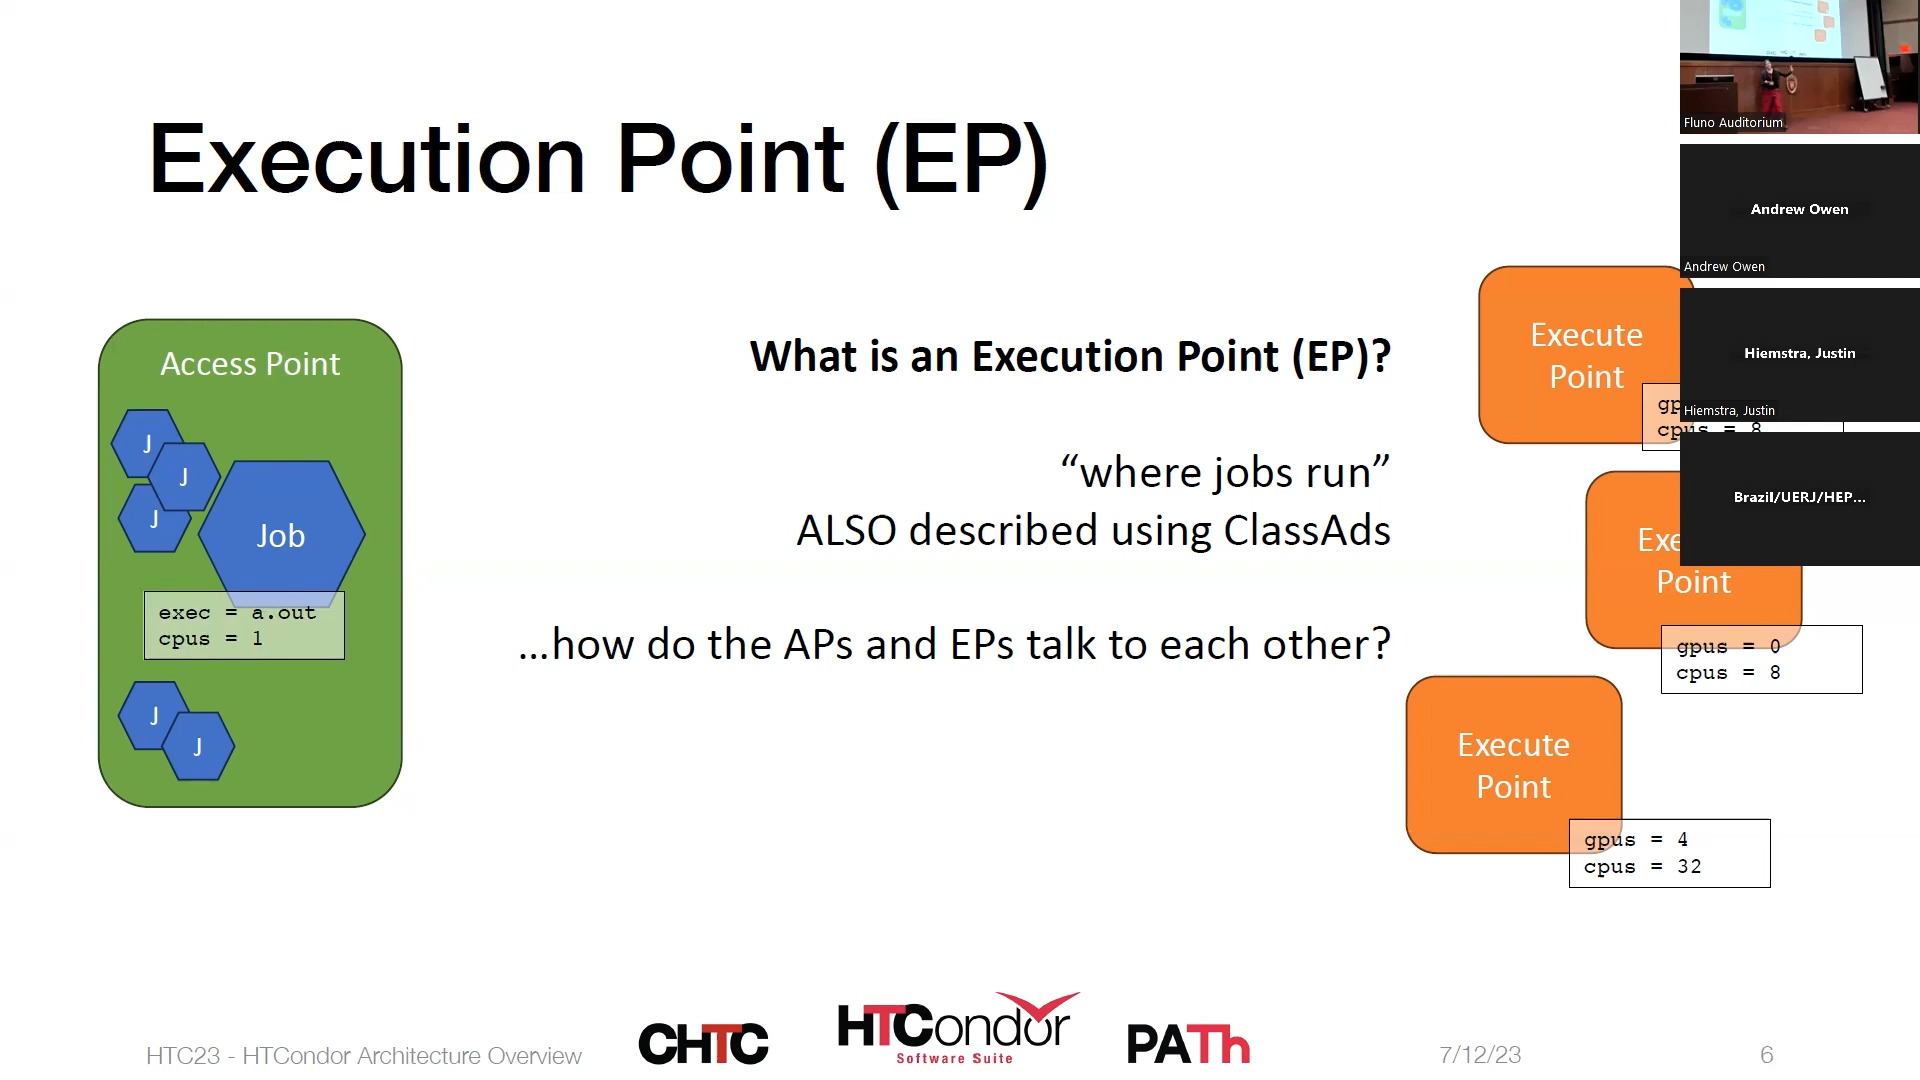 Execution Point (EP)
Access Point
J
J
J
Job
exec = a.out
cpus = 1
J
J
What is an Execution Point (EP)?
“where jobs run”
ALSO described using ClassAds
...how do the APs and EPs talk to each other?
Execute
Point
cpus = 8
Point
gpus = 0
cpus = 8
Execute
Point
gpus = 4
cpus = 32
Fluno Auditorium
Andrew Owen
Andrew Owen
Hiemstra, Justin
Hiemstra, Justin
Brazil/UERJ/HEP...
HTC23 - HTCondor Architecture Overview
CHTC
HTCondor
Software Suite
PATh
7/12/23
6